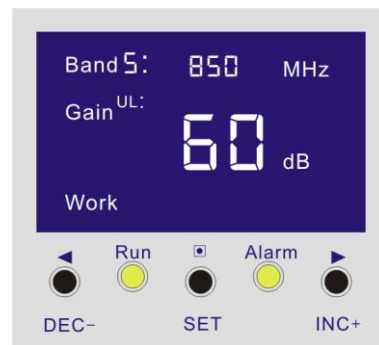 Band 5: 850 MHz
Gain UL:
60 dB
Work
◀ Run ▣ Alarm ▶
DEC- SET INC+